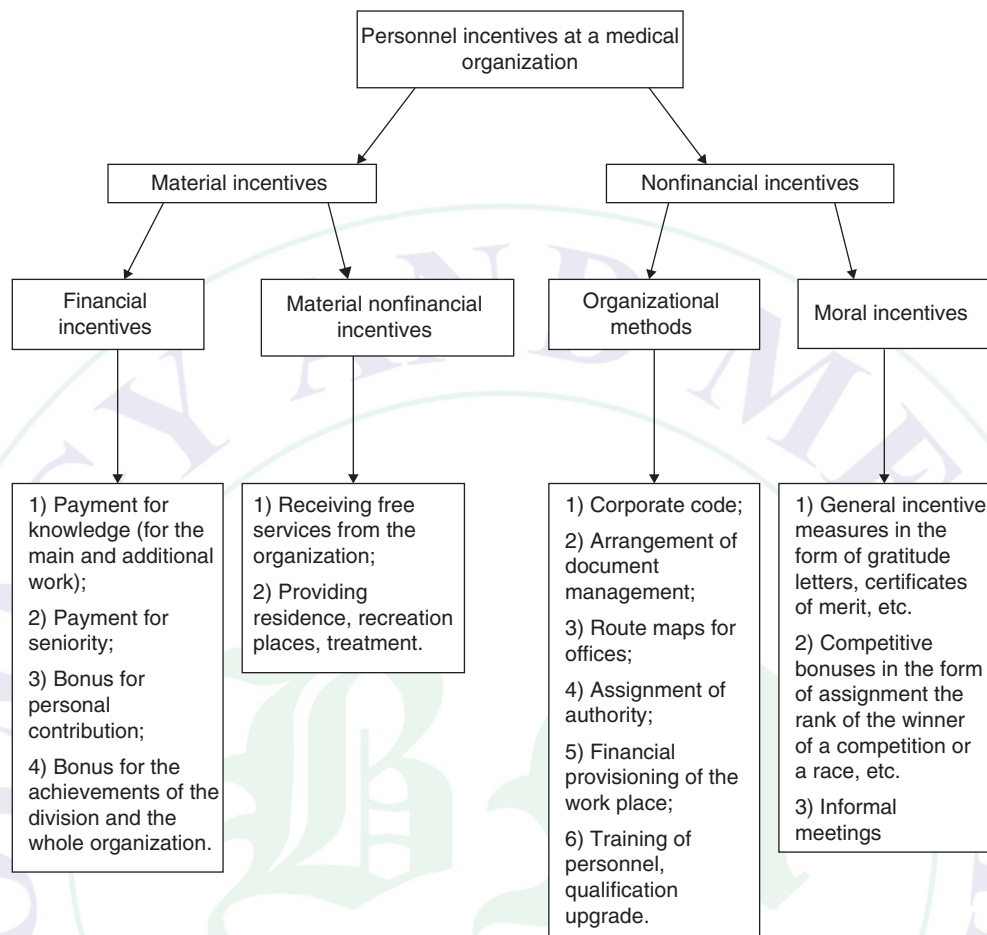 Personnel incentives at a medical
organization
Material incentives
Nonfinancial incentives
Financial
incentives
Material nonfinancial
incentives
Organizational
methods
Moral incentives
1) Payment for
knowledge (for the
main and additional
work);
2) Payment for
seniority;
3) Bonus for
personal
contribution;
4) Bonus for the
achievements of the
division and the
whole organization.
1) Receiving free
services from the
organization;
2) Providing
residence, recreation
places, treatment.
1) Corporate code;
2) Arrangement of
document
management;
3) Route maps for
offices;
4) Assignment of
authority;
5) Financial
provisioning of the
work place;
6) Training of
personnel,
qualification
upgrade.
1) General incentive
measures in the
form of gratitude
letters, certificates
of merit, etc.
2) Competitive
bonuses in the form
of assignment the
rank of the winner
of a competition or
a race, etc.
3) Informal
meetings